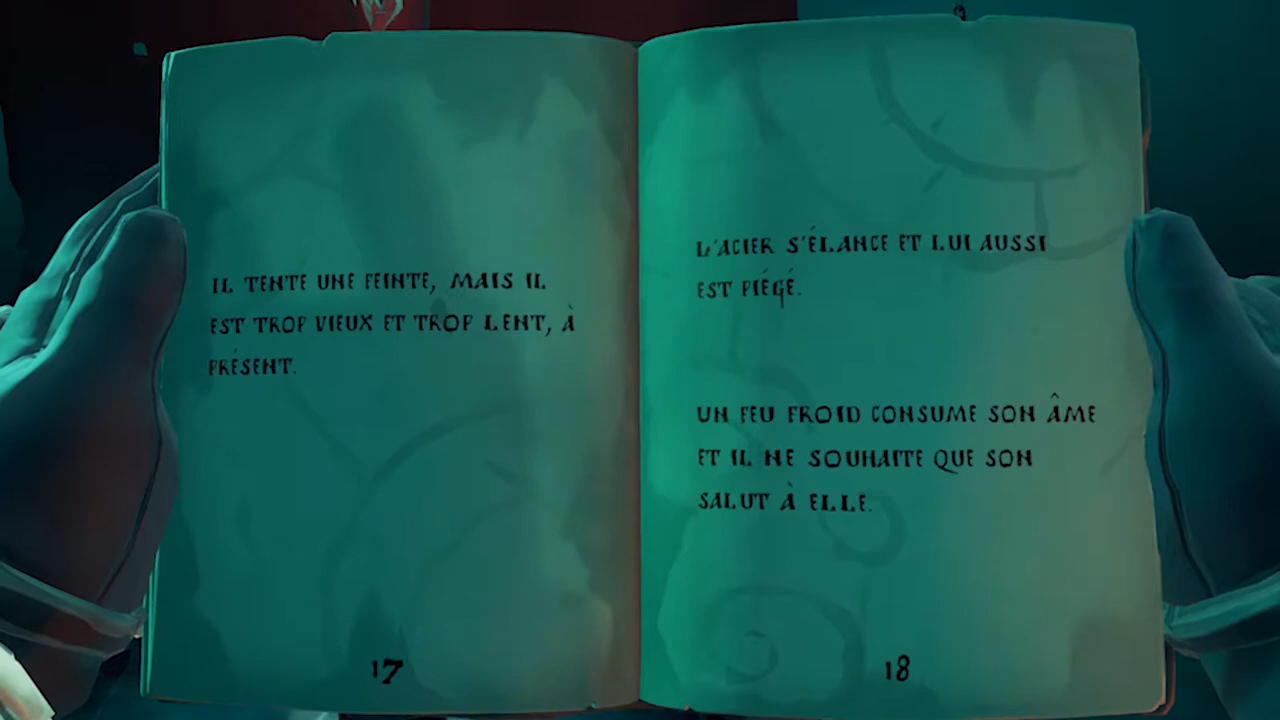 IL TENTE UNE FEINTE, MAIS IL
EST TROP VIEUX ET TROP LENT, À
PRÉSENT.
17
L'ACIER S'ÉLANCE ET LUI AUSSI
EST PIÉGÉ.
UN FEU FROID CONSUME SON ÂME
ET IL NE SOUHAITE QUE SON
SALUT À ELLE.
18